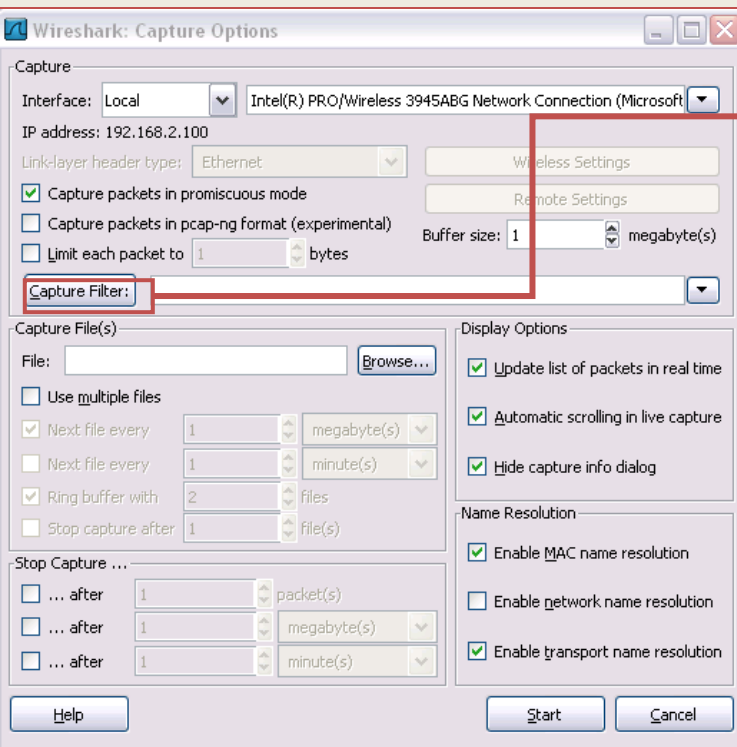 Wireshark: Capture Options
Capture
Interface: Local Intel(R) PRO/Wireless 3945ABG Network Connection (Microsoft
IP address: 192.168.2.100
Link-layer header type: Ethernet Wireless Settings
Capture packets in promiscuous mode Remote Settings
Capture packets in pcap-ng format (experimental)
Buffer size: 1 megabyte(s)
Limit each packet to 1 bytes
Capture Filter:
Capture File(s)
File: Browse...
Use multiple files
Next file every 1 megabyte(s)
Next file every 1 minute(s)
Ring buffer with 2 files
Stop capture after 1 file(s)
Stop Capture ...
... after 1 packet(s)
... after 1 megabyte(s)
... after 1 minute(s)
Display Options
Update list of packets in real time
Automatic scrolling in live capture
Hide capture info dialog
Name Resolution
Enable MAC name resolution
Enable network name resolution
Enable transport name resolution
Help Start Cancel